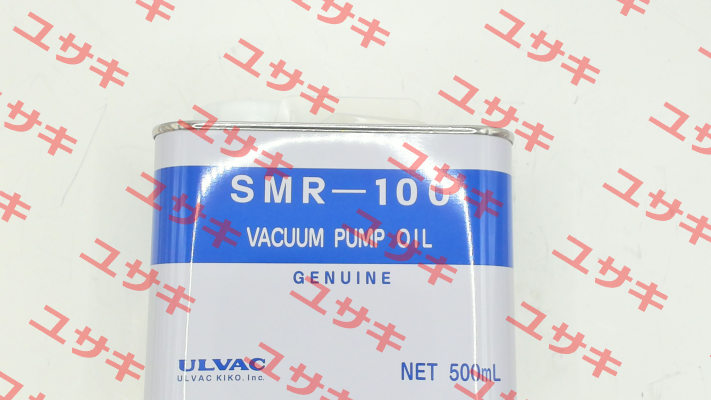 SMR-100
VACUUM PUMP OIL
GENUINE
ULVAC
ULVAC KIKO. Inc.
NET 500mL
ユサキ